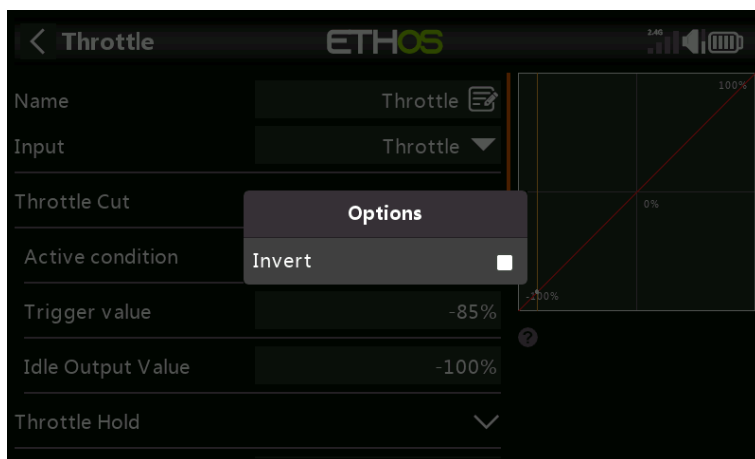 Throttle
ETHOS
2.4G
Name
Throttle
100%
Input
Throttle
Throttle Cut
0%
Options
Active condition
Invert
-100%
Trigger value
-85%
?
Idle Output Value
-100%
Throttle Hold